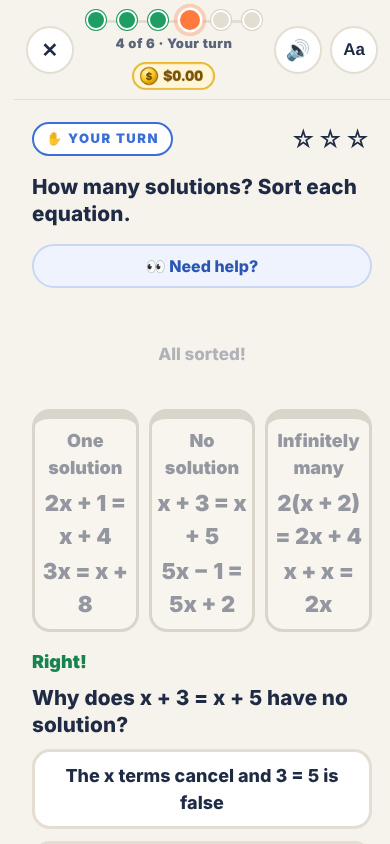 ✕
4 of 6 · Your turn
$ $0.00
Aa
YOUR TURN
How many solutions? Sort each
equation.
Need help?
All sorted!
One
solution
2x + 1 =
x + 4
3x = x +
8
No
solution
x + 3 = x
+ 5
5x − 1 =
5x + 2
Infinitely
many
2(x + 2)
= 2x + 4
x + x =
2x
Right!
Why does x + 3 = x + 5 have no
solution?
The x terms cancel and 3 = 5 is
false